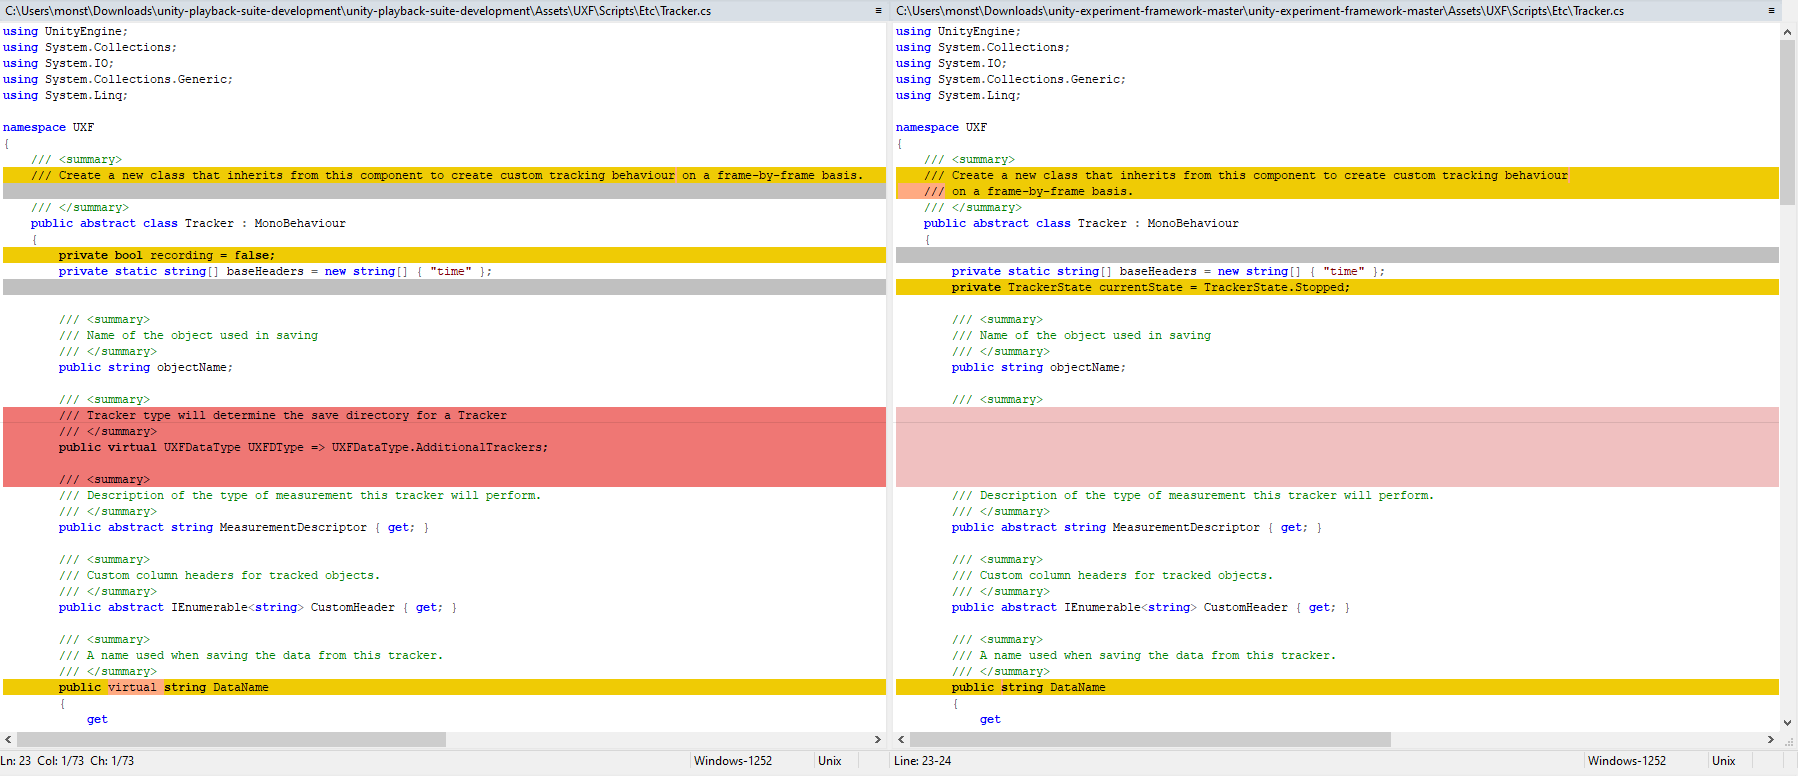 C:\Users\monst\Downloads\unity-playback-suite-development\unity-playback-suite-development\Assets\UXF\Scripts\Etc\Tracker.cs
using UnityEngine;
using System.Collections;
using System.IO;
using System.Collections.Generic;
using System.Linq;
namespace UXF
{
/// <summary>
/// Create a new class that inherits from this component to create custom tracking behaviour on a frame-by-frame basis.
/// </summary>
public abstract class Tracker : MonoBehaviour
{
private bool recording = false;
private static string[] baseHeaders = new string[] { "time" };
/// <summary>
/// Name of the object used in saving
/// </summary>
public string objectName;
/// <summary>
/// Tracker type will determine the save directory for a Tracker
/// </summary>
public virtual UXFDataType UXFDType => UXFDataType.AdditionalTrackers;
/// <summary>
/// Description of the type of measurement this tracker will perform.
/// </summary>
public abstract string MeasurementDescriptor { get; }
/// <summary>
/// Custom column headers for tracked objects.
/// </summary>
public abstract IEnumerable<string> CustomHeader { get; }
/// <summary>
/// A name used when saving the data from this tracker.
/// </summary>
public virtual string DataName
{
get
Ln: 23 Col: 1/73 Ch: 1/73
Windows-1252
Unix
C:\Users\monst\Downloads\unity-experiment-framework-master\unity-experiment-framework-master\Assets\UXF\Scripts\Etc\Tracker.cs
using UnityEngine;
using System.Collections;
using System.IO;
using System.Collections.Generic;
using System.Linq;
namespace UXF
{
/// <summary>
/// Create a new class that inherits from this component to create custom tracking behaviour
/// on a frame-by-frame basis.
/// </summary>
public abstract class Tracker : MonoBehaviour
{
private static string[] baseHeaders = new string[] { "time" };
private TrackerState currentState = TrackerState.Stopped;
/// <summary>
/// Name of the object used in saving
/// </summary>
public string objectName;
/// <summary>
/// Description of the type of measurement this tracker will perform.
/// </summary>
public abstract string MeasurementDescriptor { get; }
/// <summary>
/// Custom column headers for tracked objects.
/// </summary>
public abstract IEnumerable<string> CustomHeader { get; }
/// <summary>
/// A name used when saving the data from this tracker.
/// </summary>
public string DataName
{
get
Line: 23-24
Windows-1252
Unix